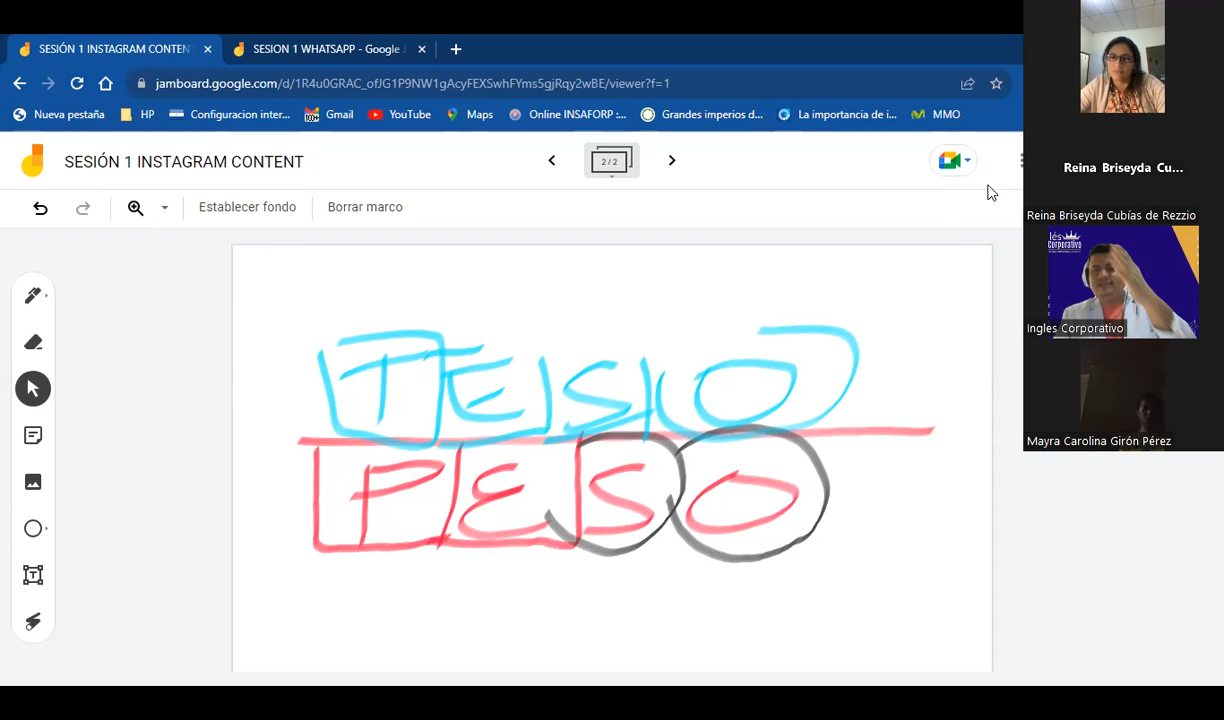 SESIÓN 1 INSTAGRAM CONTEN
SESION 1 WHATSAPP - Google J
jamboard.google.com/d/1R4u0GRAC_ofJG1P9NW1gAcyFEXSwhFYms5gjRqy2wBE/viewer?f=1
Nueva pestaña HP Configuracion inter... Gmail YouTube Maps Online INSAFORP :... Grandes imperios d... La importancia de i... MMO
SESIÓN 1 INSTAGRAM CONTENT
2 / 2
Establecer fondo Borrar marco
TESO
PESO
Reina Briseyda Cu...
Reina Briseyda Cubías de Rezzio
Inglés Corporativo
Ingles Corporativo
Mayra Carolina Girón Pérez